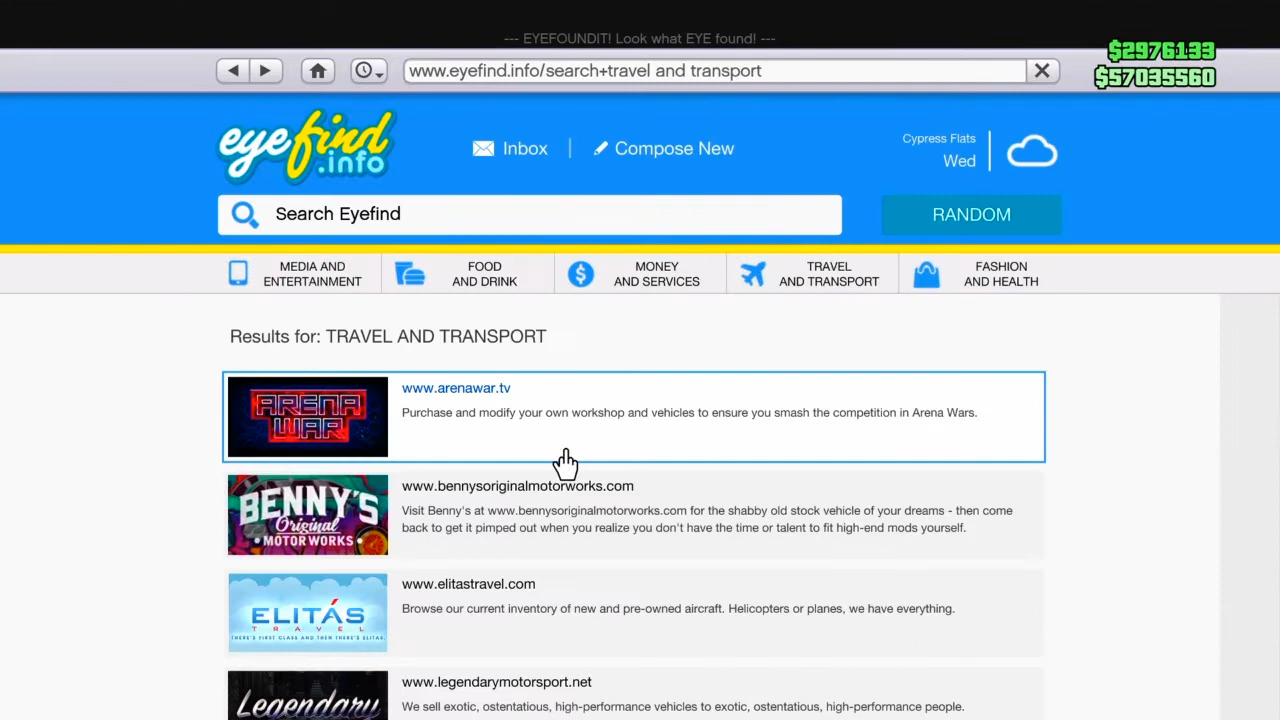 --- EYEFOUNDIT! Look what EYE found! ---
$2976133
www.eyefind.info/search+travel and transport
$57035560
eyefind
.info
Inbox
Compose New
Cypress Flats
Wed
Search Eyefind
RANDOM
MEDIA AND
ENTERTAINMENT
FOOD
AND DRINK
MONEY
AND SERVICES
TRAVEL
AND TRANSPORT
FASHION
AND HEALTH
Results for: TRAVEL AND TRANSPORT
ARENA
WAR
www.arenawar.tv
Purchase and modify your own workshop and vehicles to ensure you smash the competition in Arena Wars.
BENNY'S
Original
MOTOR WORKS
www.bennysoriginalmotorworks.com
Visit Benny's at www.bennysoriginalmotorworks.com for the shabby old stock vehicle of your dreams - then come
back to get it pimped out when you realize you don't have the time or talent to fit high-end mods yourself.
ELITÁS
TRAVEL
THERE'S FIRST CLASS AND THEN THERE'S ELITAS.
www.elitastravel.com
Browse our current inventory of new and pre-owned aircraft. Helicopters or planes, we have everything.
Legendary
www.legendarymotorsport.net
We sell exotic, ostentatious, high-performance vehicles to exotic, ostentatious, high-performance people.